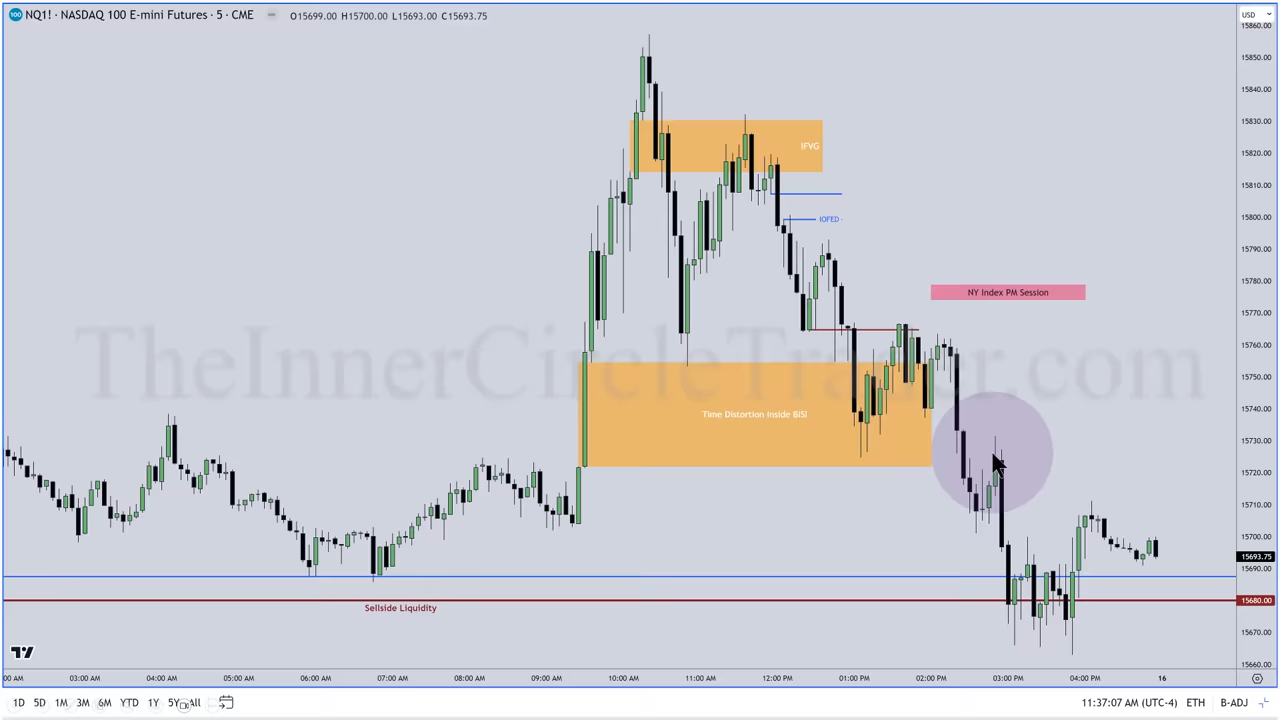 NQ1! · NASDAQ 100 E-mini Futures · 5 · CME
O15699.00 H15700.00 L15693.00 C15693.75
USD
15860.00
15850.00
15840.00
15830.00
15820.00
15810.00
15800.00
15790.00
15780.00
15770.00
15760.00
15750.00
15740.00
15730.00
15720.00
15710.00
15700.00
15693.75
15690.00
15680.00
15670.00
15660.00
IFVG
IOFED
NY Index PM Session
TheInnerCircleTrader.com
Time Distortion Inside BISI
Sellside Liquidity
:00 AM 03:00 AM 04:00 AM 05:00 AM 06:00 AM 07:00 AM 08:00 AM 09:00 AM 10:00 AM 11:00 AM 12:00 PM 01:00 PM 02:00 PM 03:00 PM 04:00 PM 16
1D 5D 1M 3M 6M YTD 1Y 5Y All
11:37:07 AM (UTC-4) ETH B-ADJ